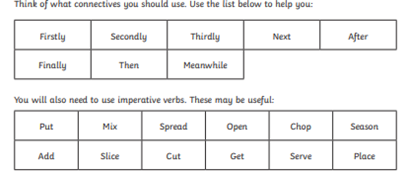 Think of what connectives you should use. Use the list below to help you:
Firstly Secondly Thirdly Next After
Finally Then Meanwhile
You will also need to use imperative verbs. These may be useful:
Put Mix Spread Open Chop Season
Add Slice Cut Get Serve Place